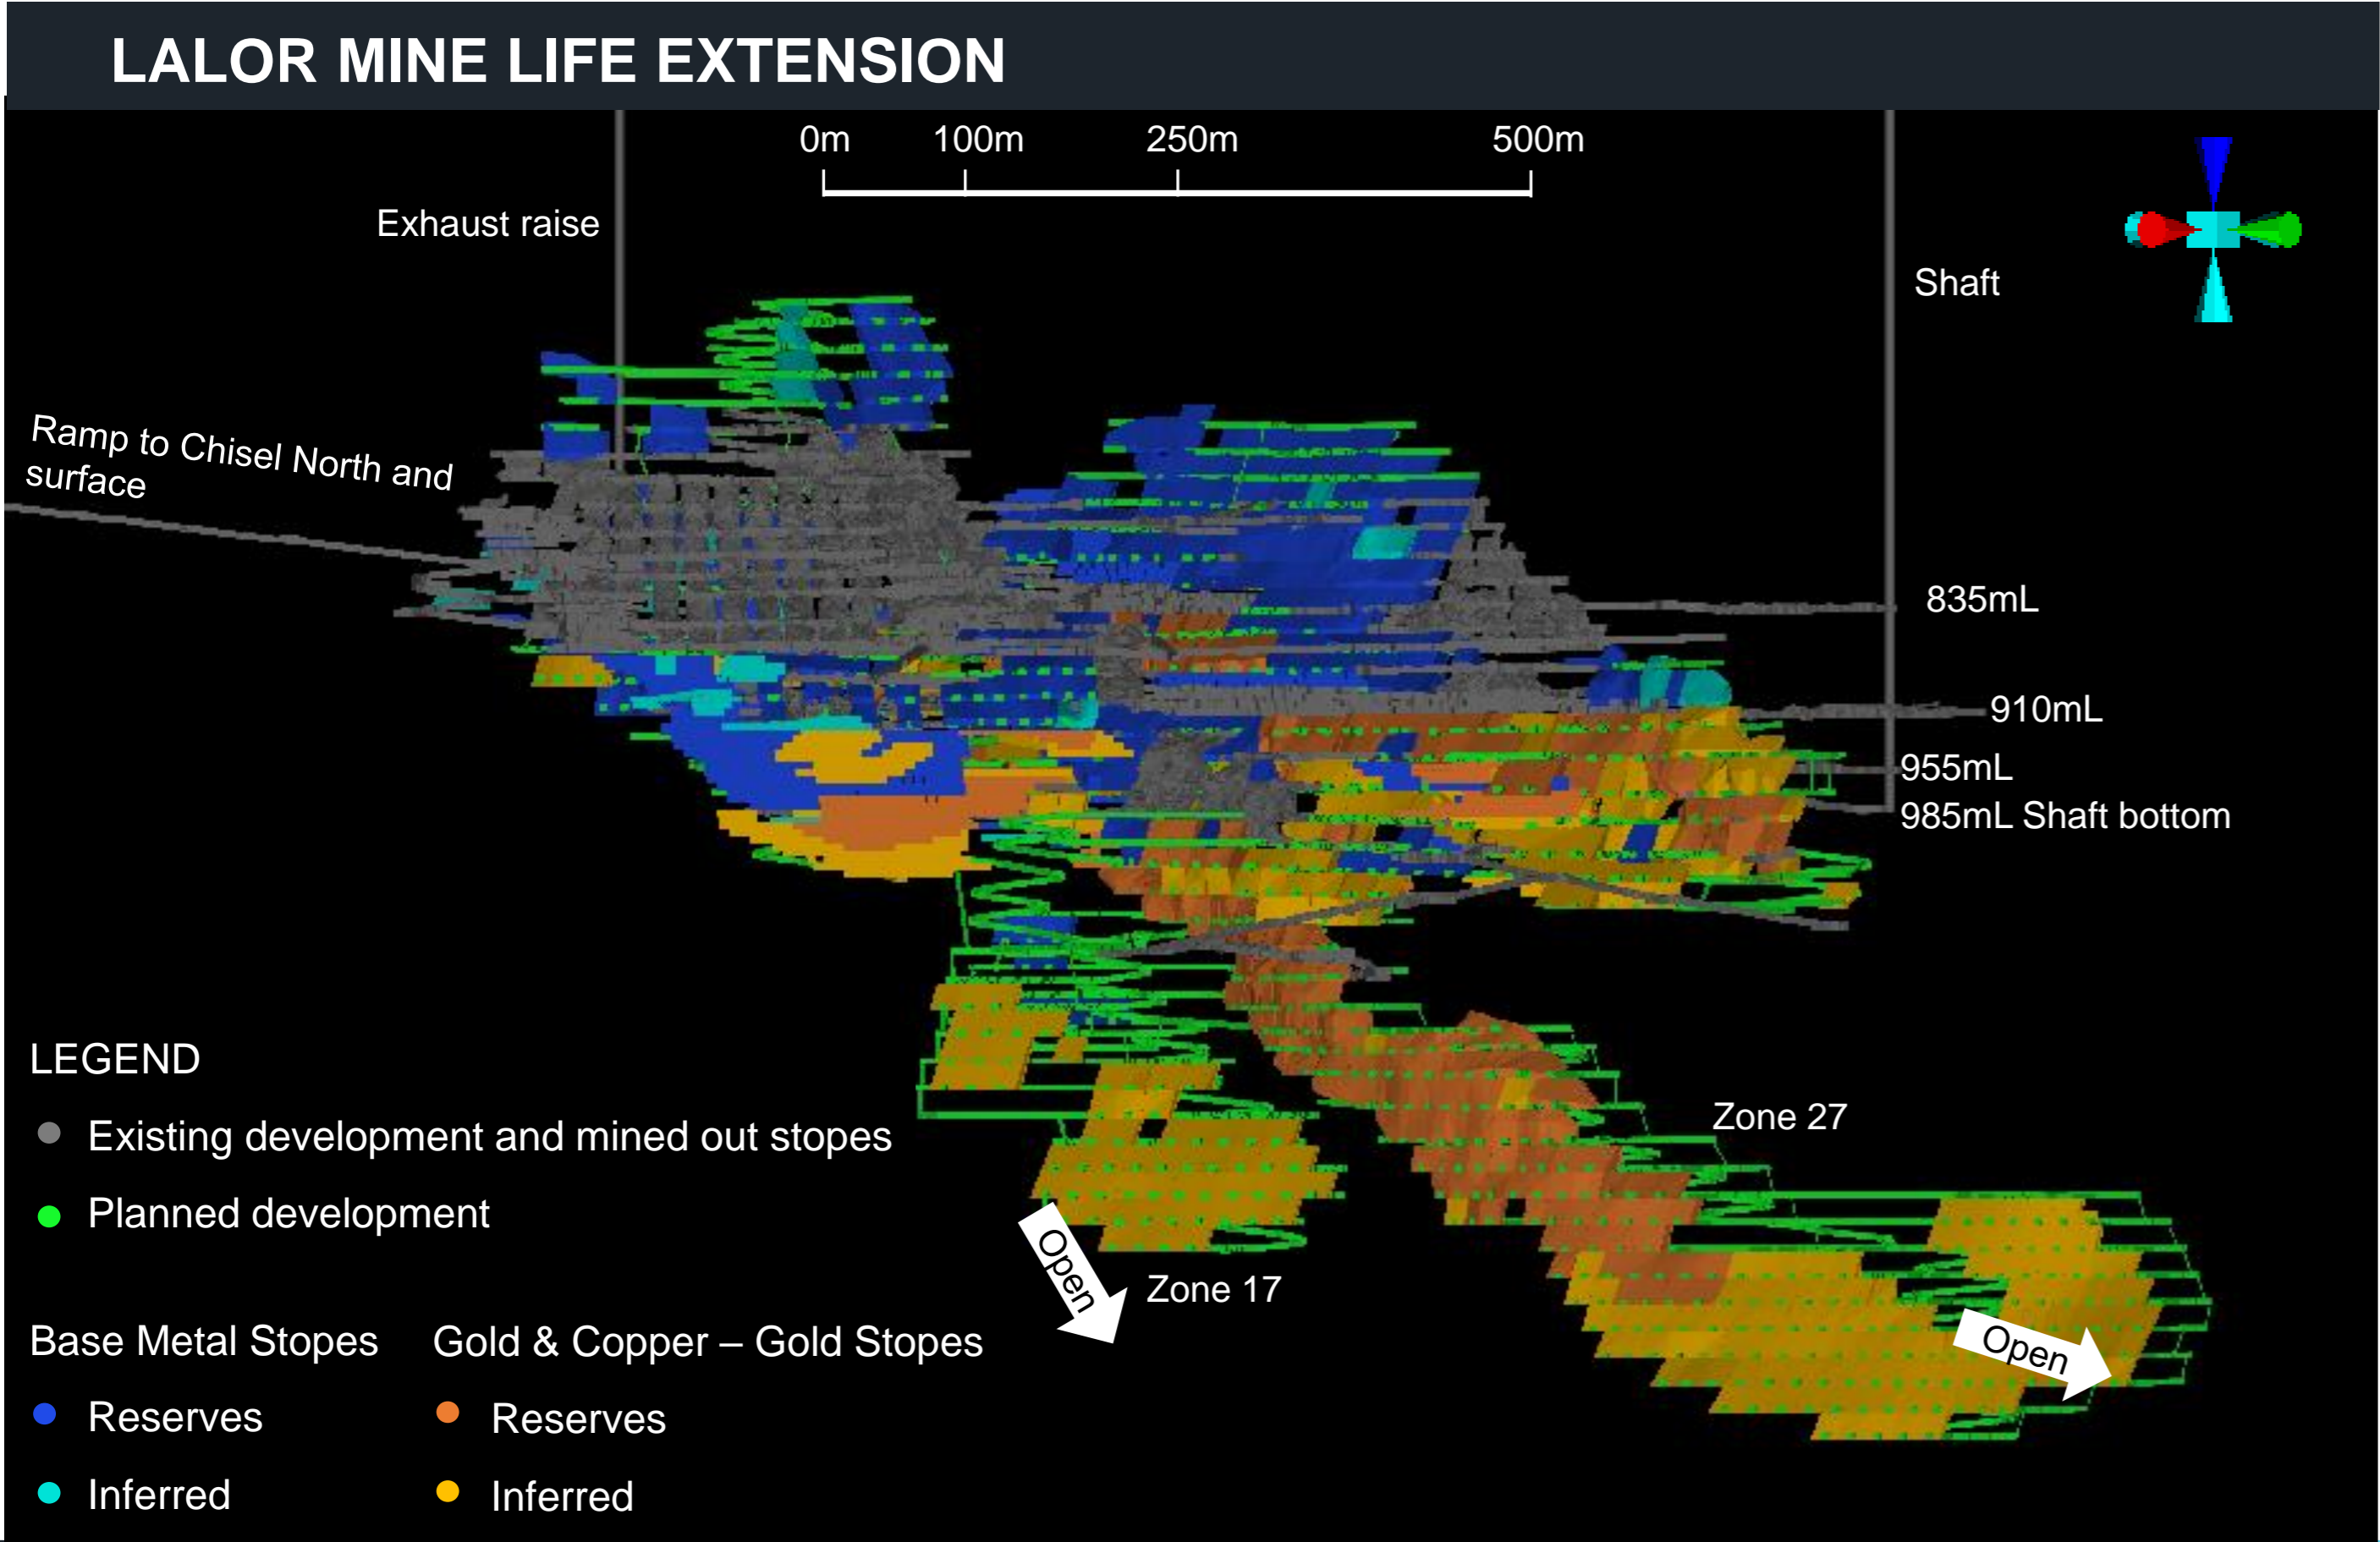 LALOR MINE LIFE EXTENSION
0m 100m 250m 500m
Exhaust raise
Shaft
Ramp to Chisel North and
surface
835mL
910mL
955mL
985mL Shaft bottom
Zone 27
Open
Zone 17
Open
LEGEND
Existing development and mined out stopes
Planned development
Base Metal Stopes
Reserves
Inferred
Gold & Copper – Gold Stopes
Reserves
Inferred